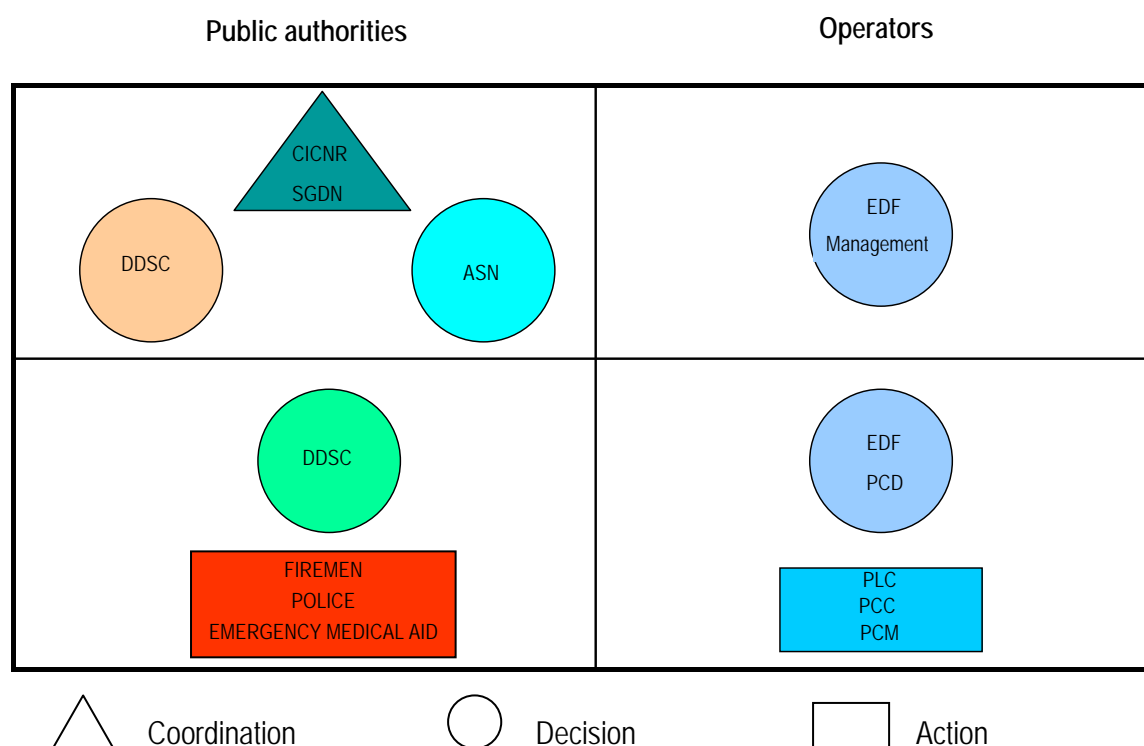 Public authorities
Operators
CICNR
SGDN
DDSC
ASN
EDF
Management
DDSC
EDF
PCD
FIREMEN
POLICE
EMERGENCY MEDICAL AID
PLC
PCC
PCM
Coordination
Decision
Action